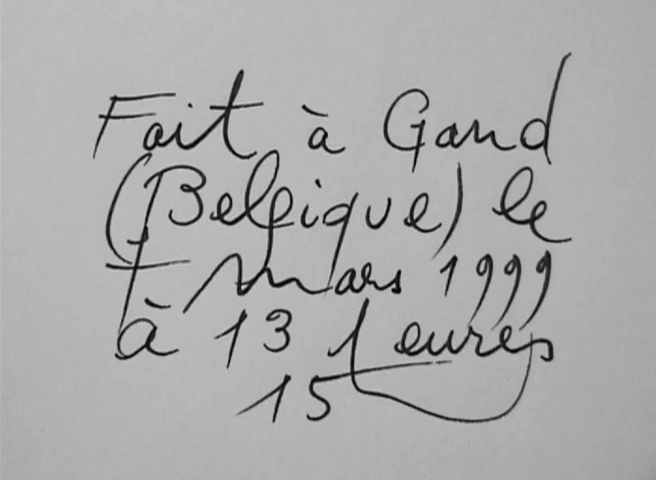 Fait à Gand
(Belgique) le
7 mars 1999
à 13 heures
15